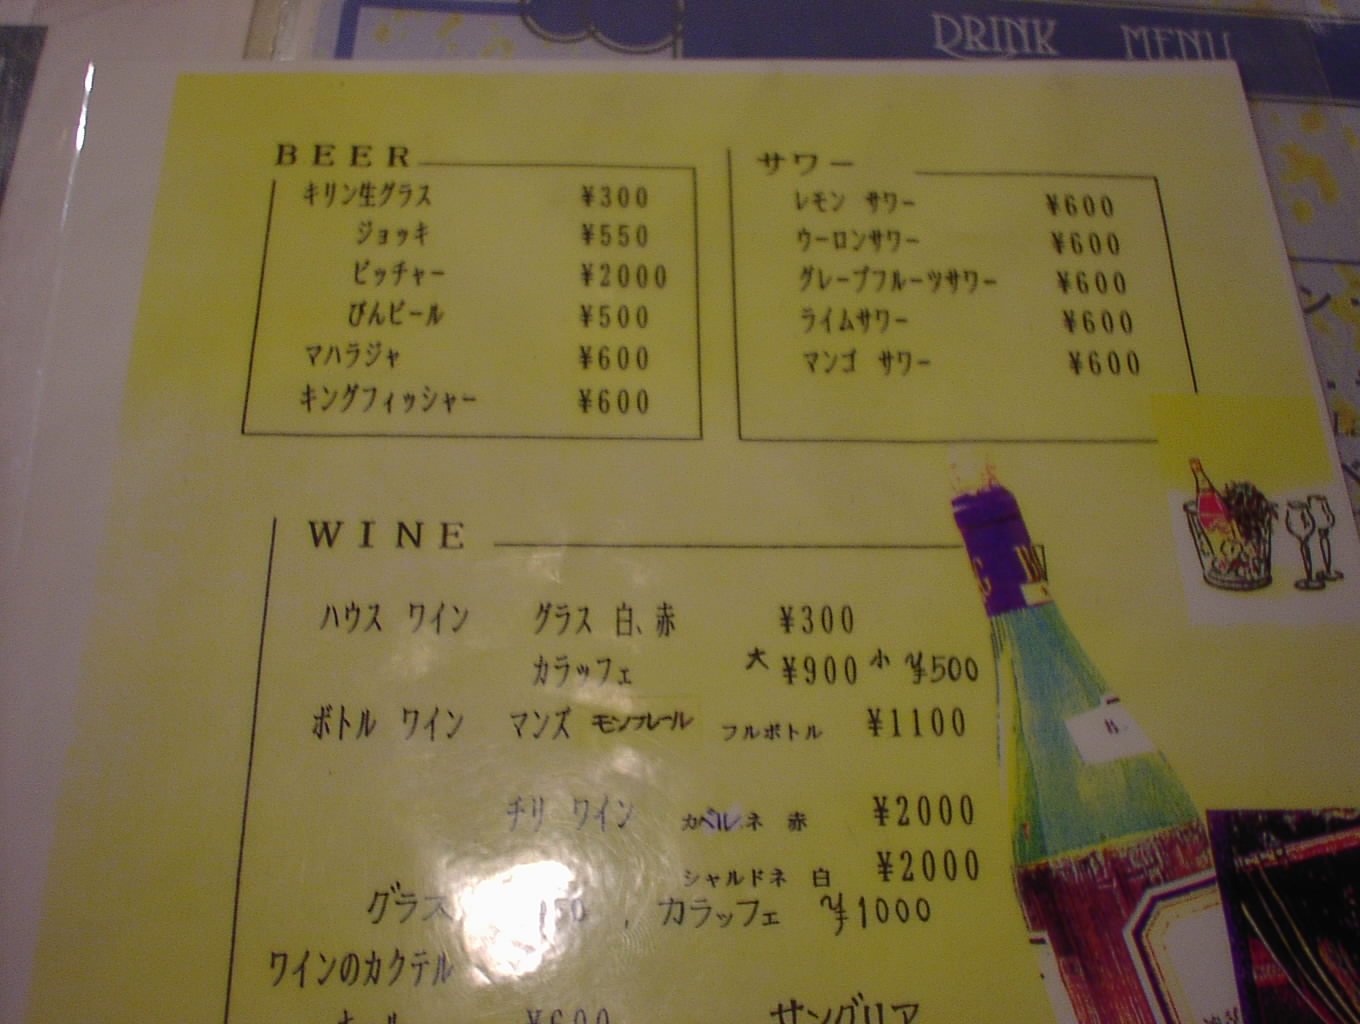 DRINK MENU
BEER
キリン生グラス ¥300
ジョッキ ¥550
ピッチャー ¥2000
びんビール ¥500
マハラジャ ¥600
キングフィッシャー ¥600
サワー
レモン サワー ¥600
ウーロンサワー ¥600
グレープフルーツサワー ¥600
ライムサワー ¥600
マンゴ サワー ¥600
WINE
ハウス ワイン グラス 白、赤 ¥300
カラッフェ 大 ¥900 小 ¥500
ボトル ワイン マンズ モンフレール フルボトル ¥1100
チリ ワイン カベルネ 赤 ¥2000
シャルドネ 白 ¥2000
グラス , カラッフェ ¥1000
ワインのカクテル
キール ¥600 サングリア